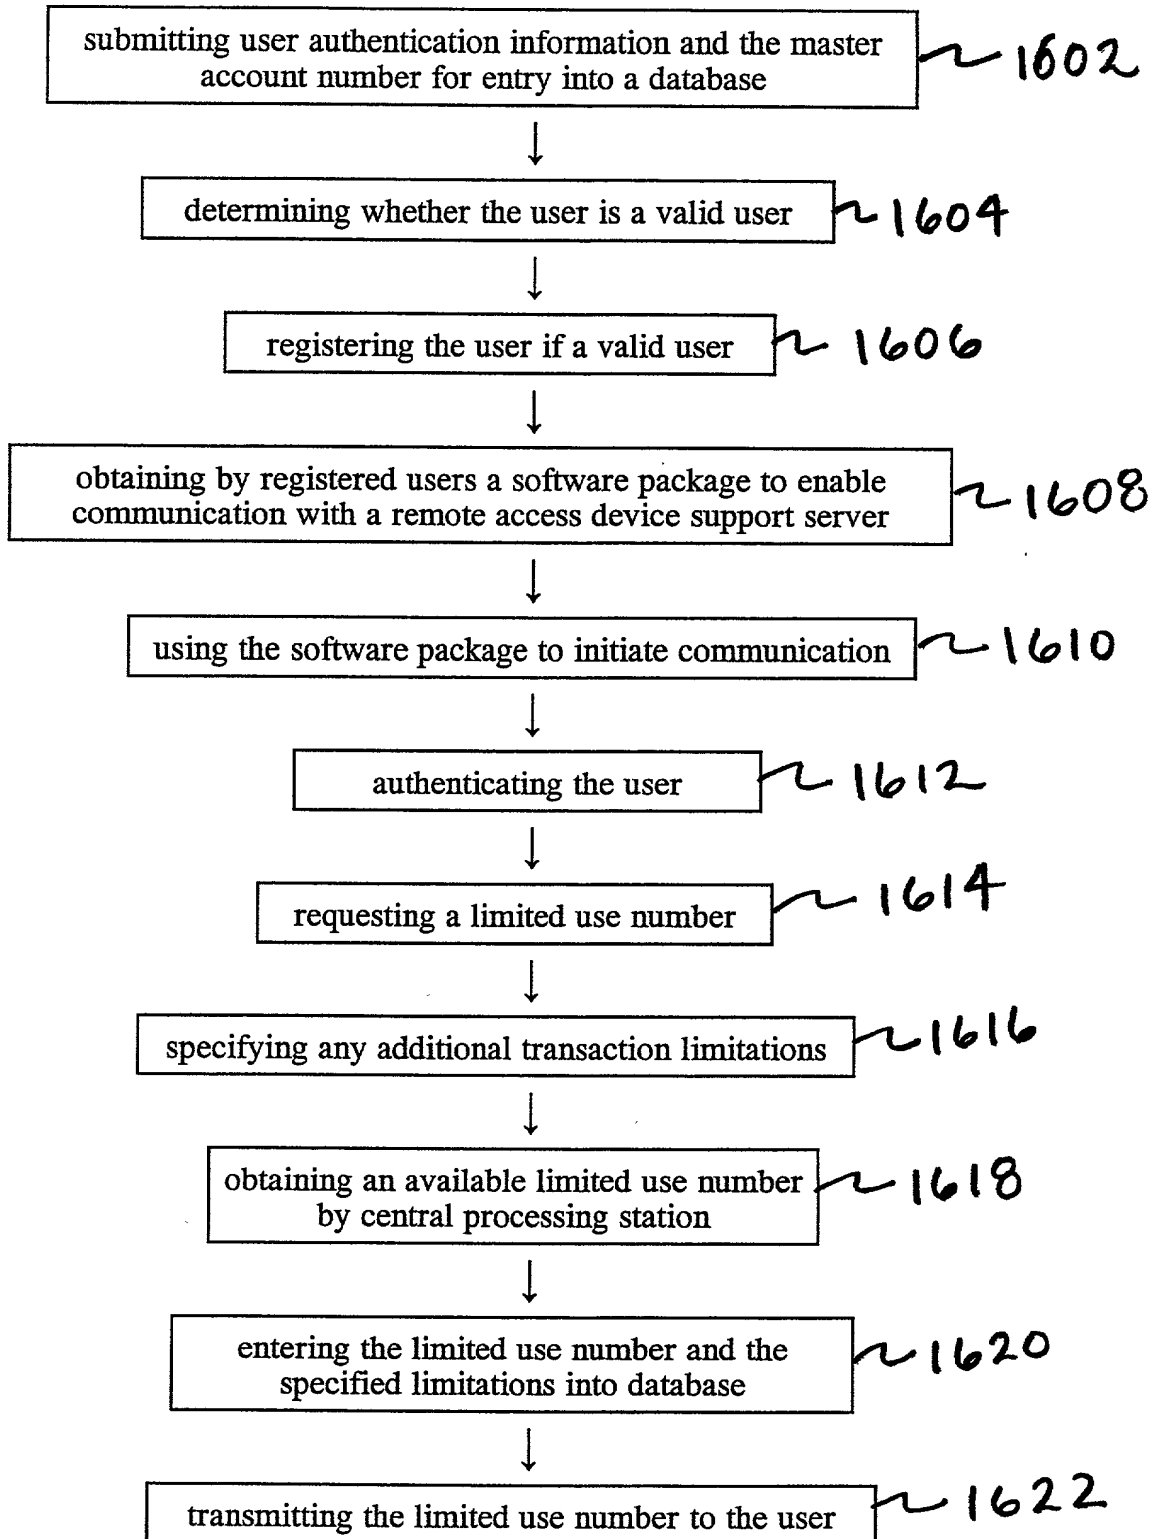 submitting user authentication information and the master
account number for entry into a database
1602
determining whether the user is a valid user
1604
registering the user if a valid user
1606
obtaining by registered users a software package to enable
communication with a remote access device support server
1608
using the software package to initiate communication
1610
authenticating the user
1612
requesting a limited use number
1614
specifying any additional transaction limitations
1616
obtaining an available limited use number
by central processing station
1618
entering the limited use number and the
specified limitations into database
1620
transmitting the limited use number to the user
1622